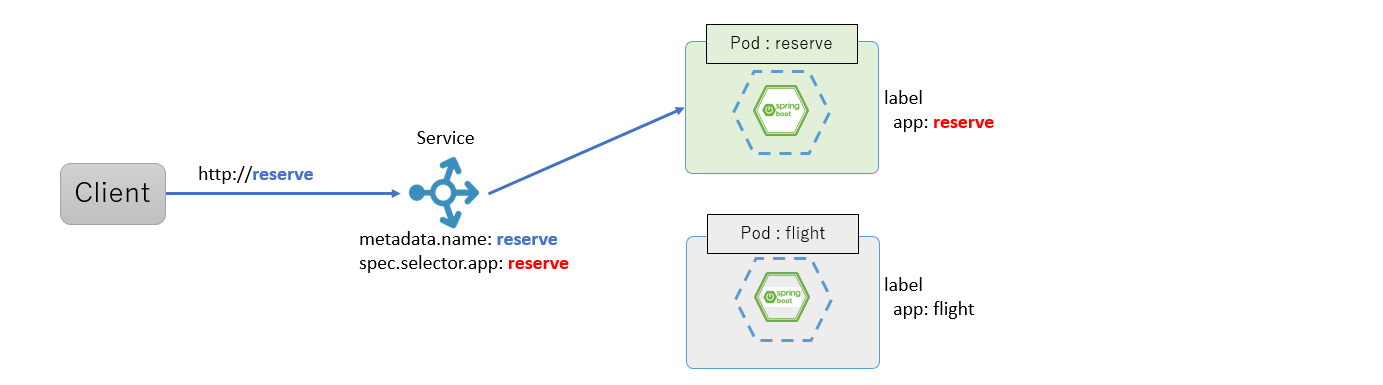 Pod : reserve
spring
boot
label
app: reserve
Service
http://reserve
Client
metadata.name: reserve
spec.selector.app: reserve
Pod : flight
spring
boot
label
app: flight